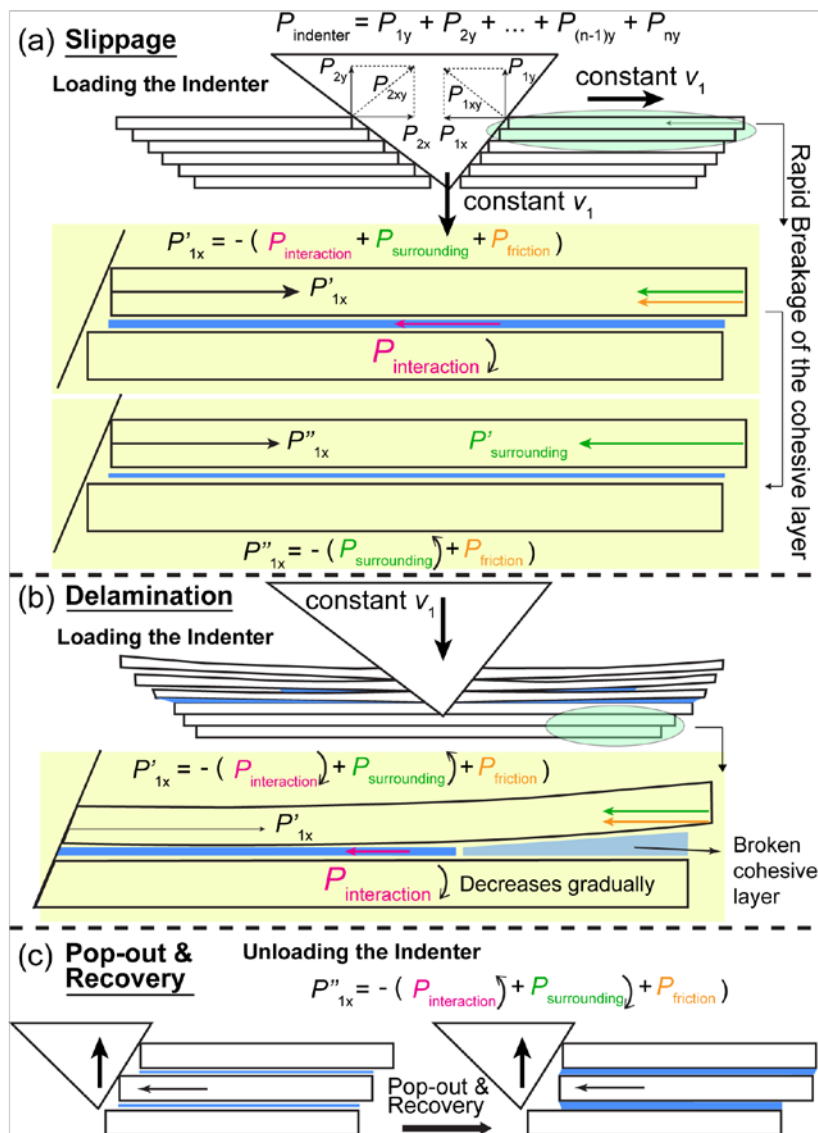 P_indenter = P_1y + P_2y + ... + P_(n-1)y + P_ny
(a) Slippage
Loading the Indenter
P_2y
P_2xy
P_2x
P_1y
P_1xy
P_1x
constant v_1
constant v_1
Rapid Breakage of the cohesive layer
P'_1x = - ( P_interaction + P_surrounding + P_friction )
P'_1x
P_interaction
P''_1x
P'_surrounding
P''_1x = - ( P_surrounding + P_friction )
(b) Delamination
constant v_1
Loading the Indenter
P'_1x = - ( P_interaction + P_surrounding + P_friction )
P'_1x
P_interaction
Decreases gradually
Broken
cohesive
layer
(c) Pop-out &
Recovery
Unloading the Indenter
P''_1x = - ( P_interaction + P_surrounding + P_friction )
Pop-out &
Recovery